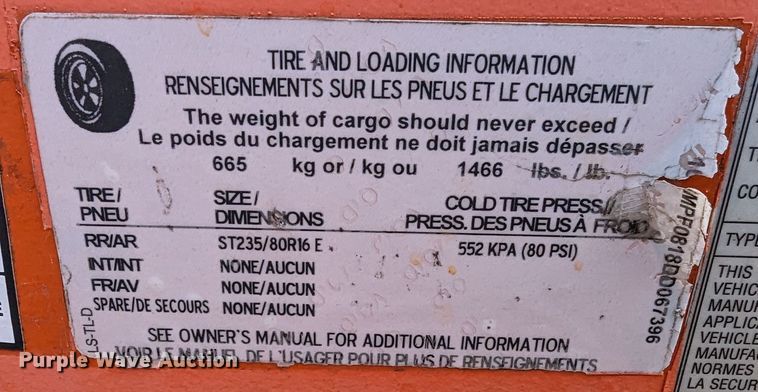 TIRE AND LOADING INFORMATION
RENSEIGNEMENTS SUR LES PNEUS ET LE CHARGEMENT
The weight of cargo should never exceed /
Le poids du chargement ne doit jamais dépasser
665 kg or / kg ou 1466 lbs. / lb.
TIRE/ SIZE/ COLD TIRE PRESS./
PNEU DIMENSIONS PRESS. DES PNEUS À FROID
RR/AR ST235/80R16 E 552 KPA (80 PSI)
INT/INT NONE/AUCUN
FR/AV NONE/AUCUN
SPARE/DE SECOURS NONE/AUCUN
SEE OWNER'S MANUAL FOR ADDITIONAL INFORMATION
VOIR LE MANUEL DE L'USAGER POUR PLUS DE RENSEIGNEMENTS
LS-TL-D
MPF0818DD067396
TYPE
THIS
VEHIC
MANUF
APPLICA
VEHICLE
MANUFA
NORMES
LA SECUR
Purple Wave Auction